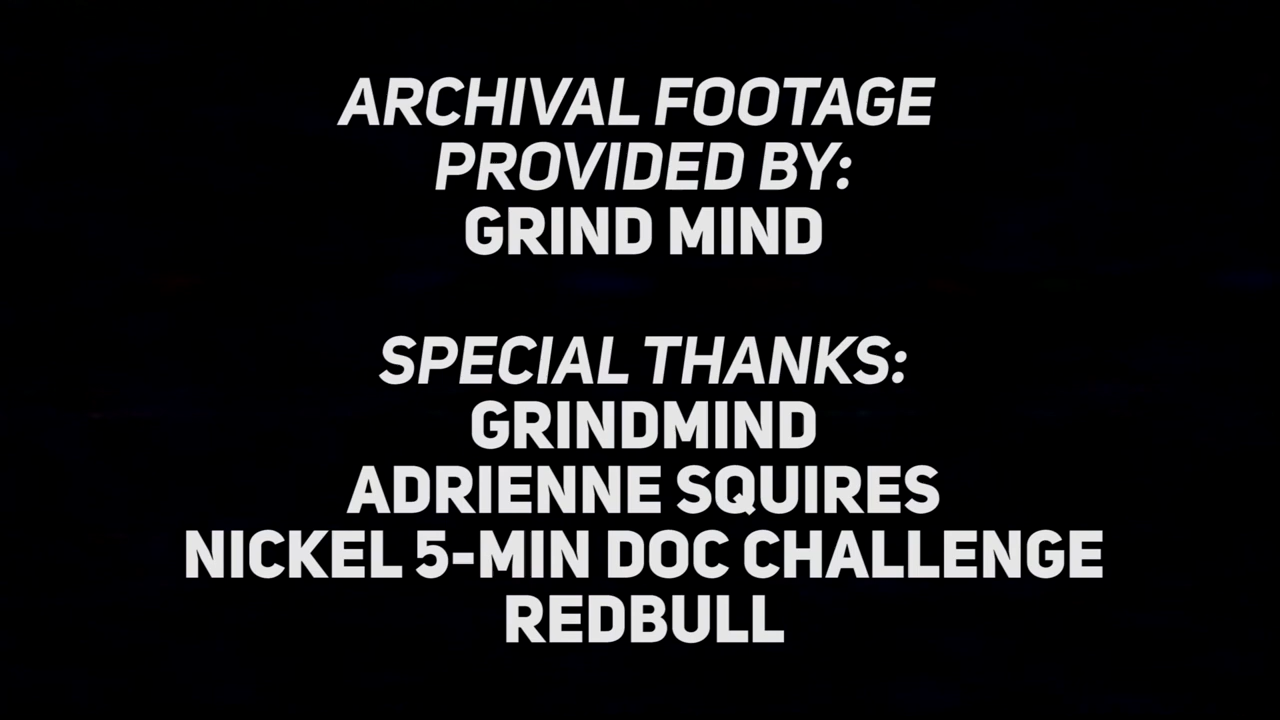 ARCHIVAL FOOTAGE
PROVIDED BY:
GRIND MIND
SPECIAL THANKS:
GRINDMIND
ADRIENNE SQUIRES
NICKEL 5-MIN DOC CHALLENGE
REDBULL